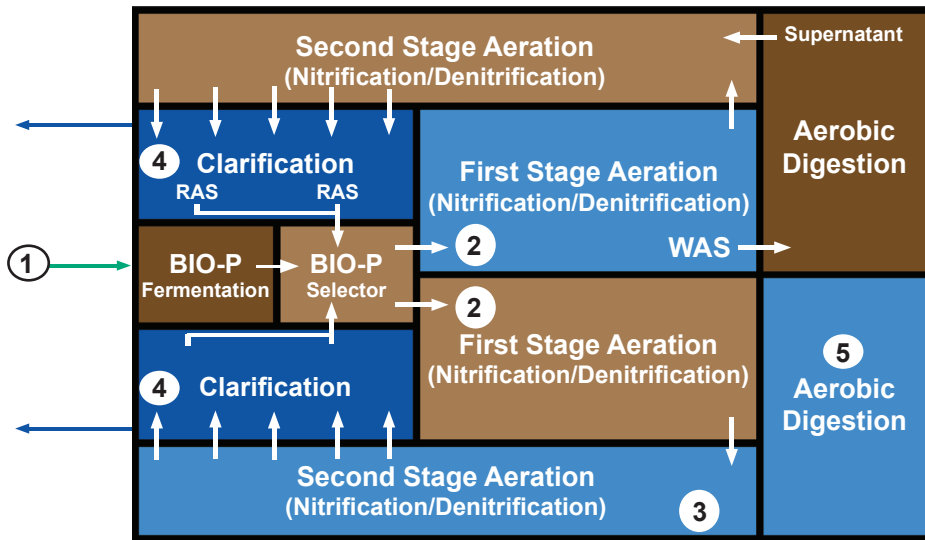 Second Stage Aeration
(Nitrification/Denitrification)
Supernatant
Aerobic
Digestion
4
Clarification
RAS
RAS
First Stage Aeration
(Nitrification/Denitrification)
WAS
1
BIO-P
Fermentation
BIO-P
Selector
2
2
First Stage Aeration
(Nitrification/Denitrification)
4
Clarification
5
Aerobic
Digestion
Second Stage Aeration
(Nitrification/Denitrification)
3